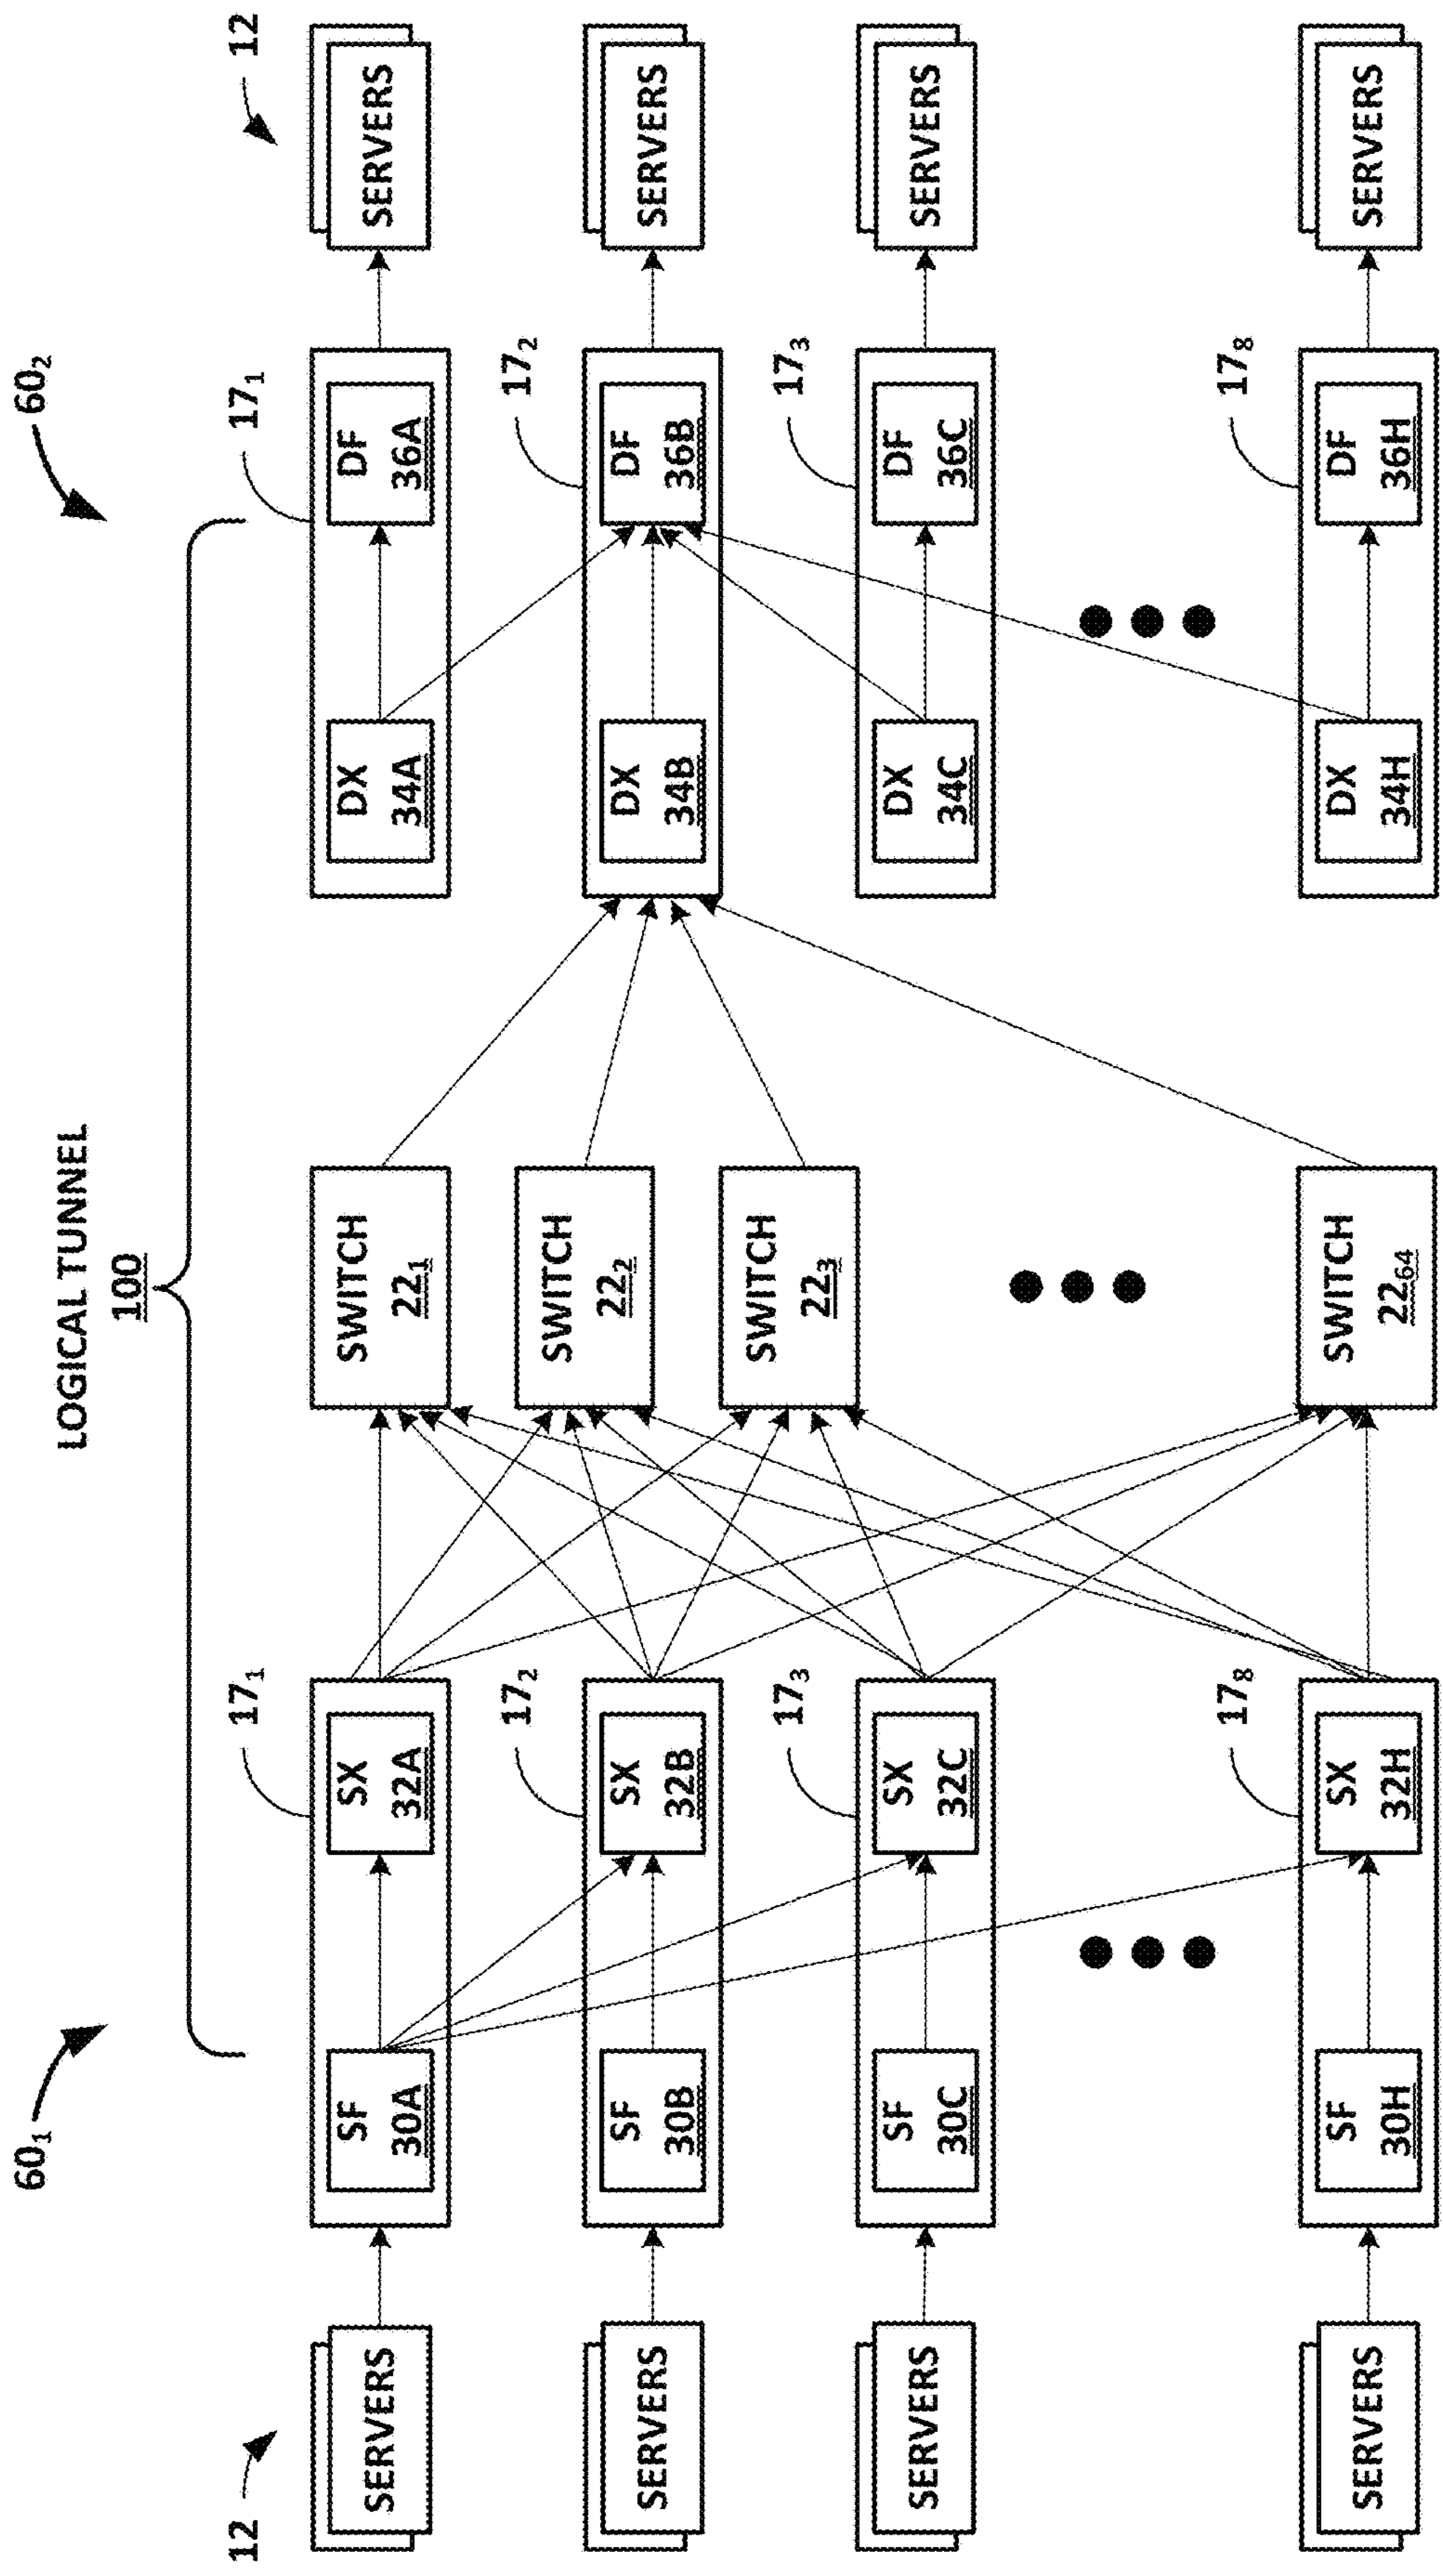 LOGICAL TUNNEL
100
60₁
60₂
12
12
17₁
17₁
SERVERS
SF
30A
SX
32A
SWITCH
22₁
DX
34A
DF
36A
SERVERS
17₂
17₂
SERVERS
SF
30B
SX
32B
SWITCH
22₂
DX
34B
DF
36B
SERVERS
17₃
17₃
SERVERS
SF
30C
SX
32C
SWITCH
22₃
DX
34C
DF
36C
SERVERS
17₈
17₈
SERVERS
SF
30H
SX
32H
SWITCH
22₆₄
DX
34H
DF
36H
SERVERS